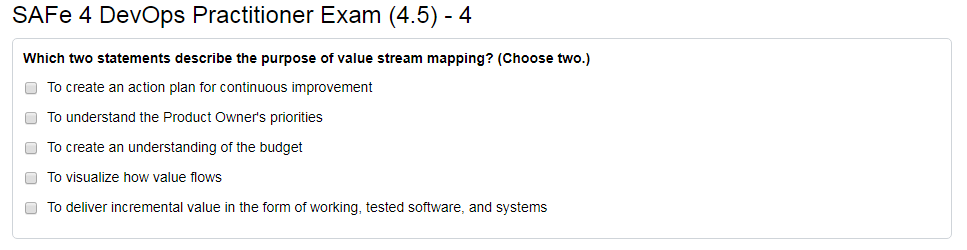 SAFe 4 DevOps Practitioner Exam (4.5) - 4
Which two statements describe the purpose of value stream mapping? (Choose two.)
To create an action plan for continuous improvement
To understand the Product Owner's priorities
To create an understanding of the budget
To visualize how value flows
To deliver incremental value in the form of working, tested software, and systems